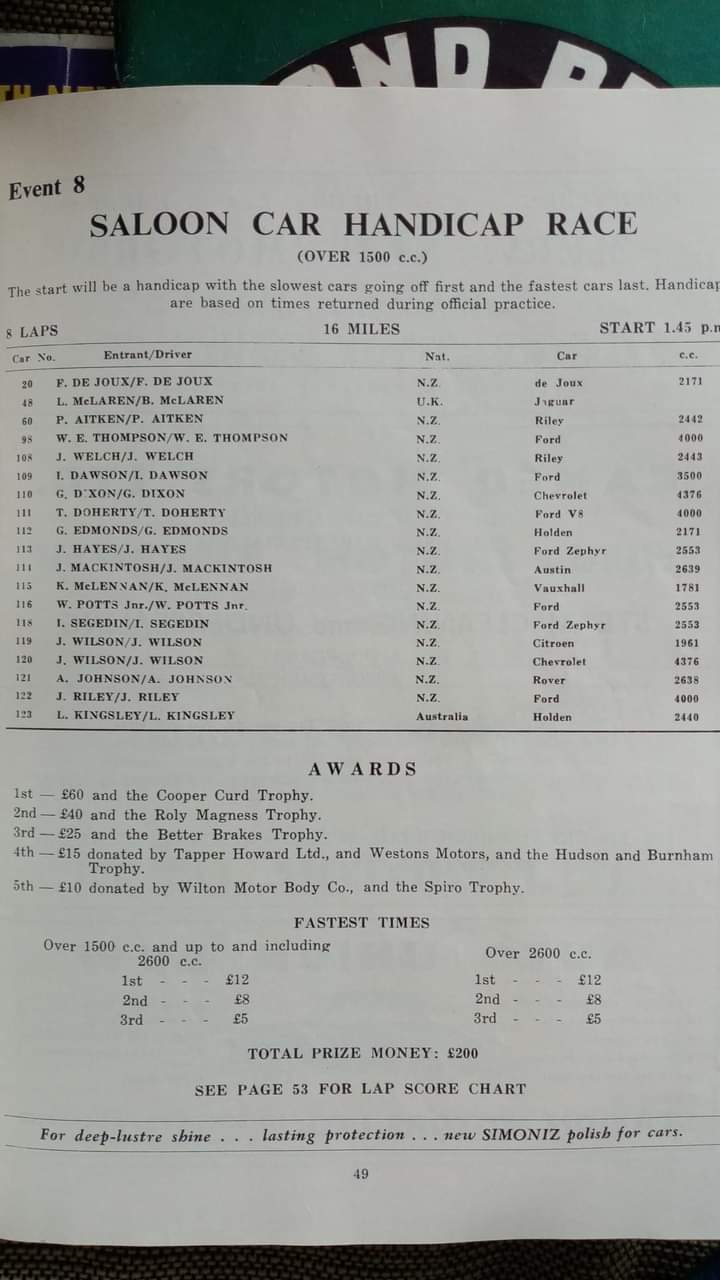 OND
Event 8
SALOON CAR HANDICAP RACE
(OVER 1500 c.c.)
The start will be a handicap with the slowest cars going off first and the fastest cars last. Handicap
are based on times returned during official practice.
8 LAPS 16 MILES START 1.45 p.m
Car No. Entrant/Driver Nat. Car c.c.
20 F. DE JOUX/F. DE JOUX N.Z. de Joux 2171
48 L. McLAREN/B. McLAREN U.K. Jaguar
60 P. AITKEN/P. AITKEN N.Z. Riley 2442
98 W. E. THOMPSON/W. E. THOMPSON N.Z. Ford 4000
108 J. WELCH/J. WELCH N.Z. Riley 2443
109 I. DAWSON/I. DAWSON N.Z. Ford 3500
110 G. DIXON/G. DIXON N.Z. Chevrolet 4376
111 T. DOHERTY/T. DOHERTY N.Z. Ford V8 4000
112 G. EDMONDS/G. EDMONDS N.Z. Holden 2171
113 J. HAYES/J. HAYES N.Z. Ford Zephyr 2553
111 J. MACKINTOSH/J. MACKINTOSH N.Z. Austin 2639
115 K. McLENNAN/K. McLENNAN N.Z. Vauxhall 1781
116 W. POTTS Jnr./W. POTTS Jnr. N.Z. Ford 2553
118 I. SEGEDIN/I. SEGEDIN N.Z. Ford Zephyr 2553
119 J. WILSON/J. WILSON N.Z. Citroen 1961
120 J. WILSON/J. WILSON N.Z. Chevrolet 4376
121 A. JOHNSON/A. JOHNSON N.Z. Rover 2638
122 J. RILEY/J. RILEY N.Z. Ford 4000
123 L. KINGSLEY/L. KINGSLEY Australia Holden 2440
AWARDS
1st — £60 and the Cooper Curd Trophy.
2nd — £40 and the Roly Magness Trophy.
3rd — £25 and the Better Brakes Trophy.
4th — £15 donated by Tapper Howard Ltd., and Westons Motors, and the Hudson and Burnham
Trophy.
5th — £10 donated by Wilton Motor Body Co., and the Spiro Trophy.
FASTEST TIMES
Over 1500 c.c. and up to and including
2600 c.c.
1st - - - £12
2nd - - - £8
3rd - - - £5
Over 2600 c.c.
1st - - - £12
2nd - - - £8
3rd - - - £5
TOTAL PRIZE MONEY: £200
SEE PAGE 53 FOR LAP SCORE CHART
For deep-lustre shine . . . lasting protection . . . new SIMONIZ polish for cars.
49